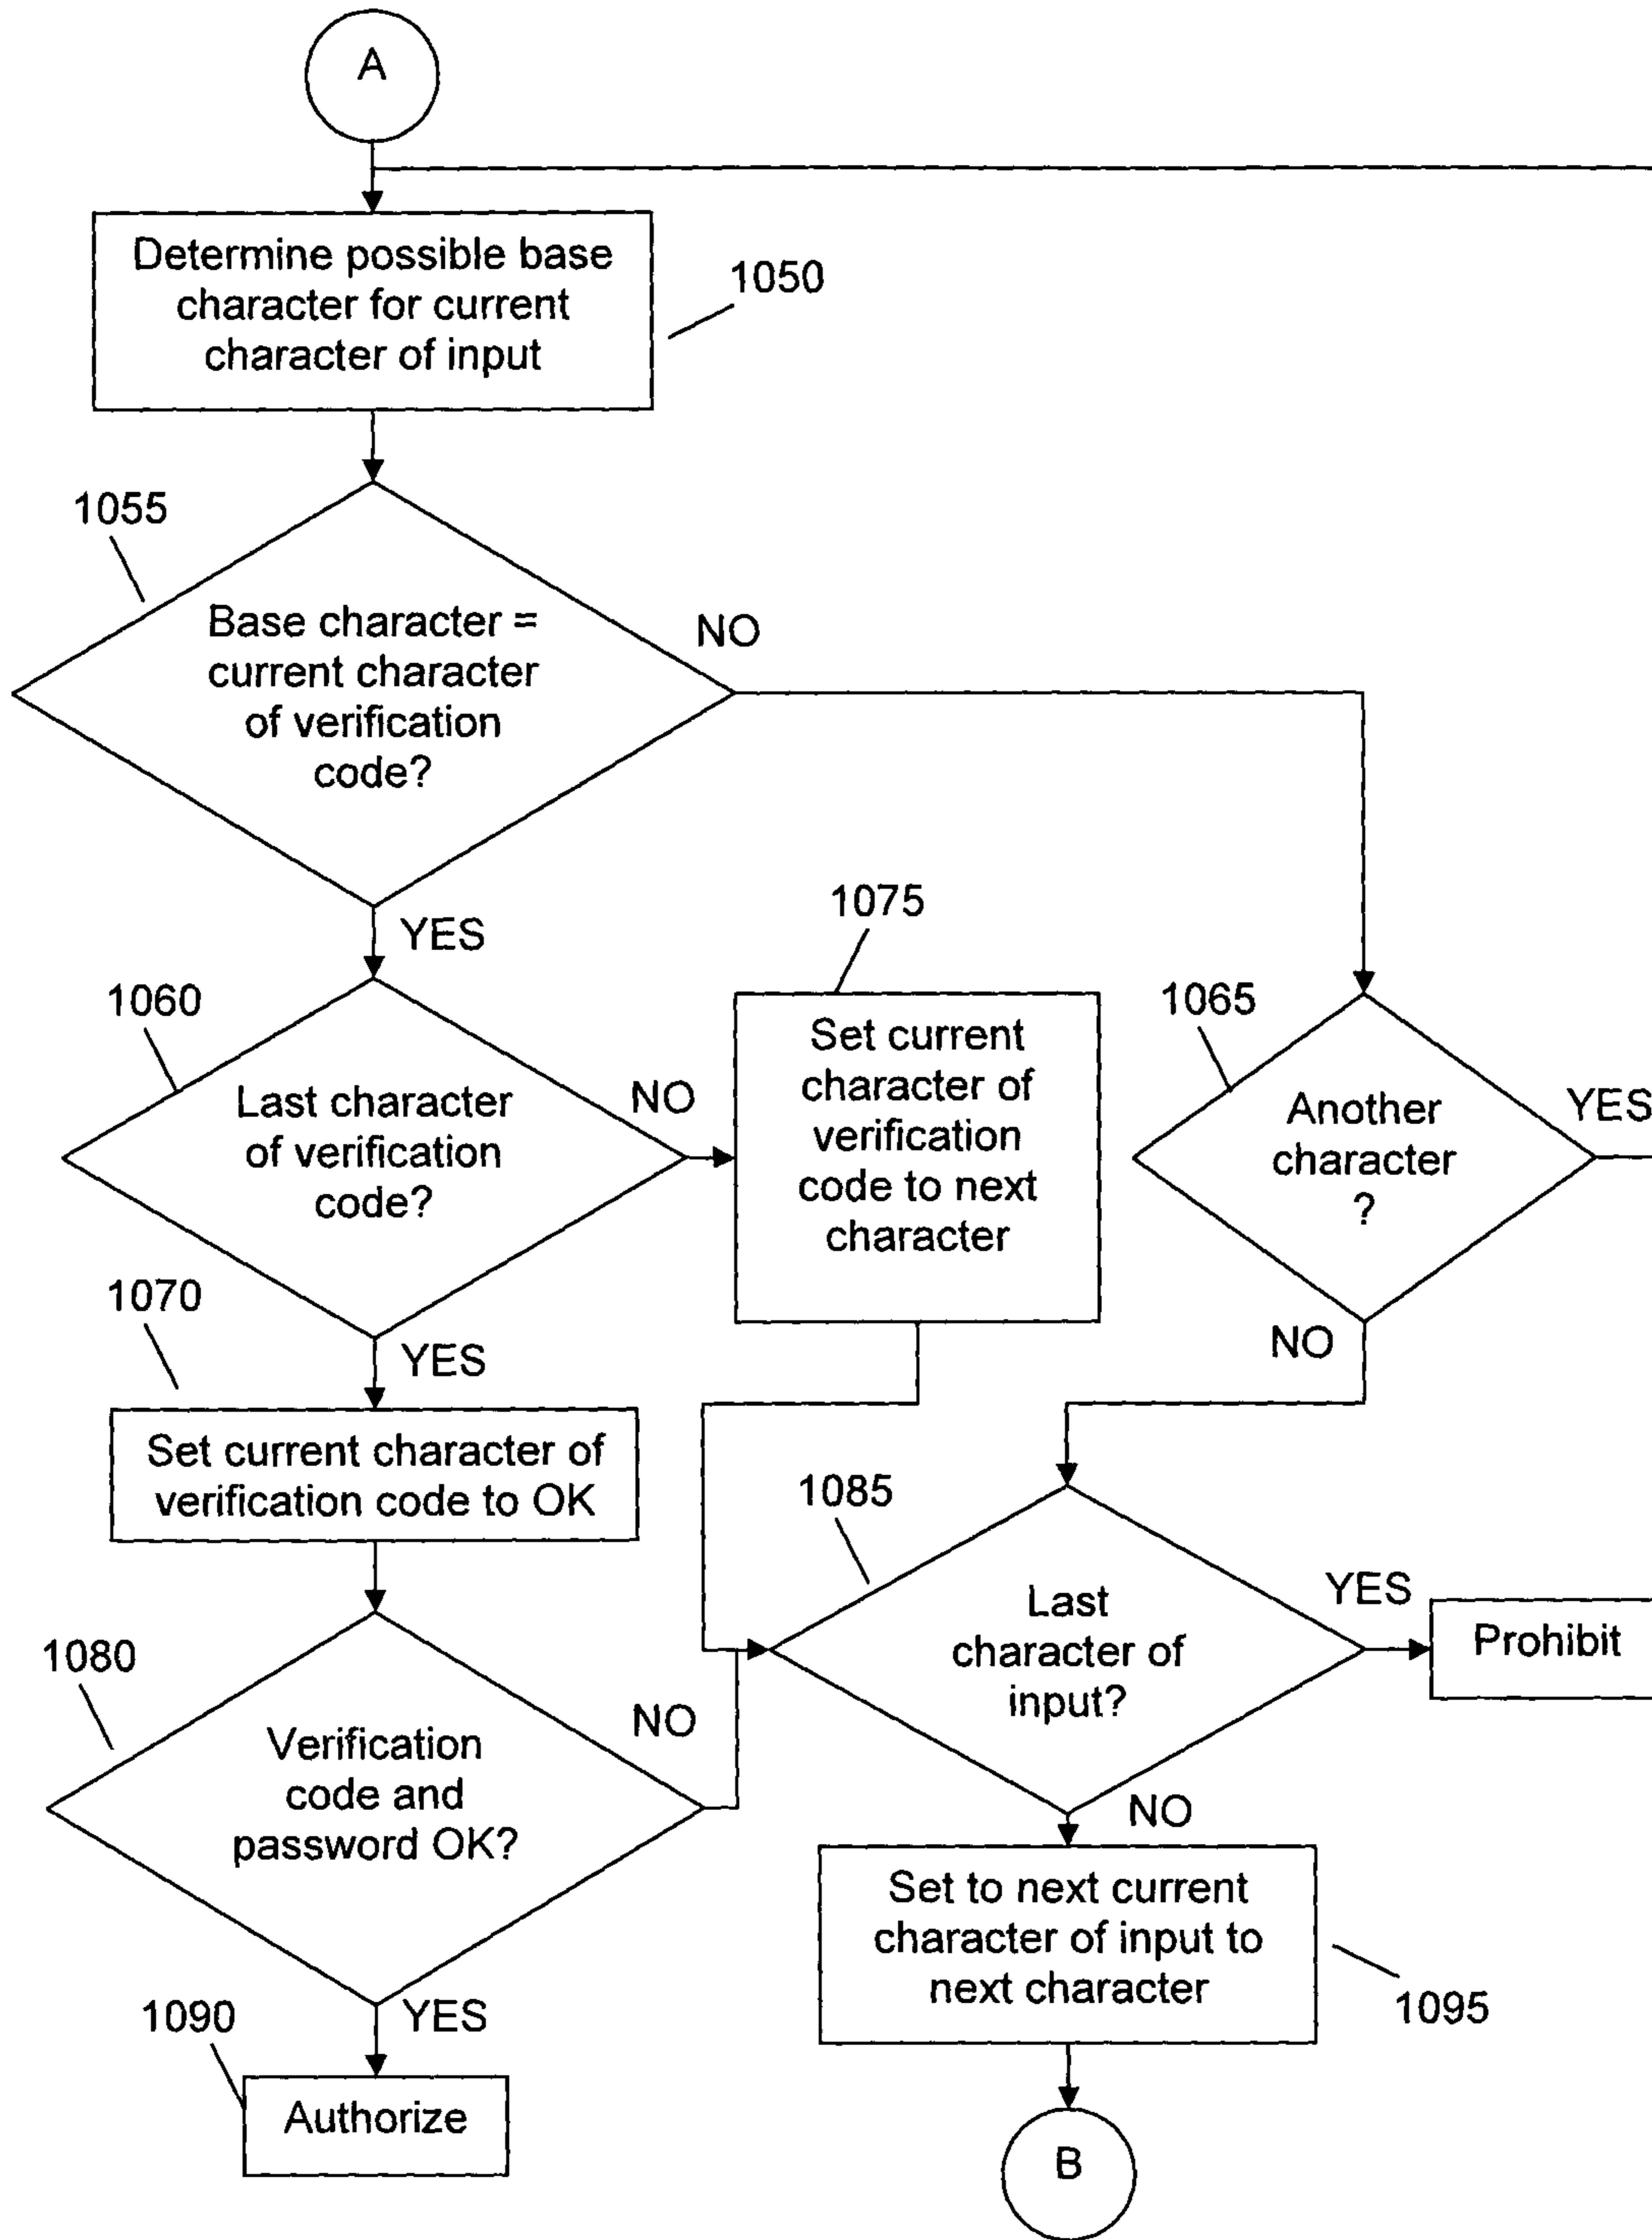 A
Determine possible base
character for current
character of input
1050
1055
Base character =
current character
of verification
code?
NO
YES
1060
Last character
of verification
code?
NO
1075
Set current
character of
verification
code to next
character
1065
Another
character
?
YES
NO
YES
1070
Set current character of
verification code to OK
1080
Verification
code and
password OK?
NO
1085
Last
character of
input?
YES
Prohibit
NO
Set to next current
character of input to
next character
1095
YES
1090
Authorize
B